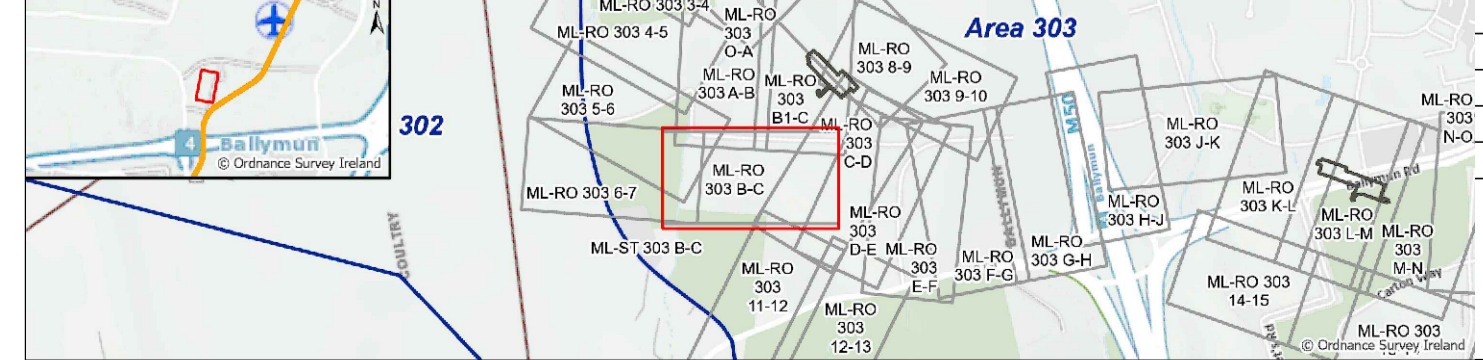 N
4 Ballymun
© Ordnance Survey Ireland
302
COULTRY
ML-RO 303 3-4
ML-RO 303 4-5
ML-RO
303
O-A
ML-RO
303 5-6
ML-RO
303 A-B
ML-RO
303
B1-C
ML-RO
303 8-9
Area 303
ML-RO
303 9-10
ML-RO
303
C-D
ML-RO
303 B-C
ML-RO 303 6-7
ML-ST 303 B-C
ML-RO
303
D-E
ML-RO
303
E-F
ML-RO
303 F-G
BALLYMUN
ML-RO
303 G-H
M50
Ballymun
ML-RO
303 H-J
ML-RO
303 J-K
ML-RO
303 K-L
Ballymun Rd
ML-RO
303 L-M
ML-RO
303
M-N
ML-RO
303
N-O
ML-RO
303
11-12
ML-RO
303
12-13
ML-RO 303
14-15
Carton Way
ML-RO 303
© Ordnance Survey Ireland